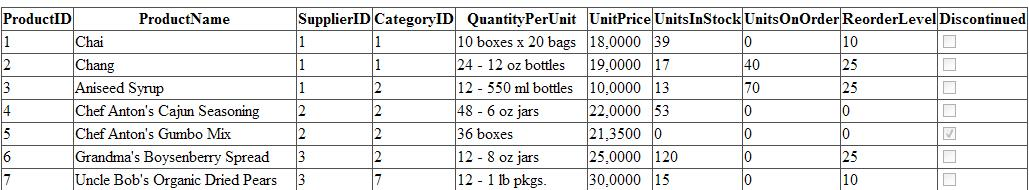 ProductID ProductName SupplierID CategoryID QuantityPerUnit UnitPrice UnitsInStock UnitsOnOrder ReorderLevel Discontinued
1 Chai 1 1 10 boxes x 20 bags 18,0000 39 0 10
2 Chang 1 1 24 - 12 oz bottles 19,0000 17 40 25
3 Aniseed Syrup 1 2 12 - 550 ml bottles 10,0000 13 70 25
4 Chef Anton's Cajun Seasoning 2 2 48 - 6 oz jars 22,0000 53 0 0
5 Chef Anton's Gumbo Mix 2 2 36 boxes 21,3500 0 0 0
6 Grandma's Boysenberry Spread 3 2 12 - 8 oz jars 25,0000 120 0 25
7 Uncle Bob's Organic Dried Pears 3 7 12 - 1 lb pkgs. 30,0000 15 0 10